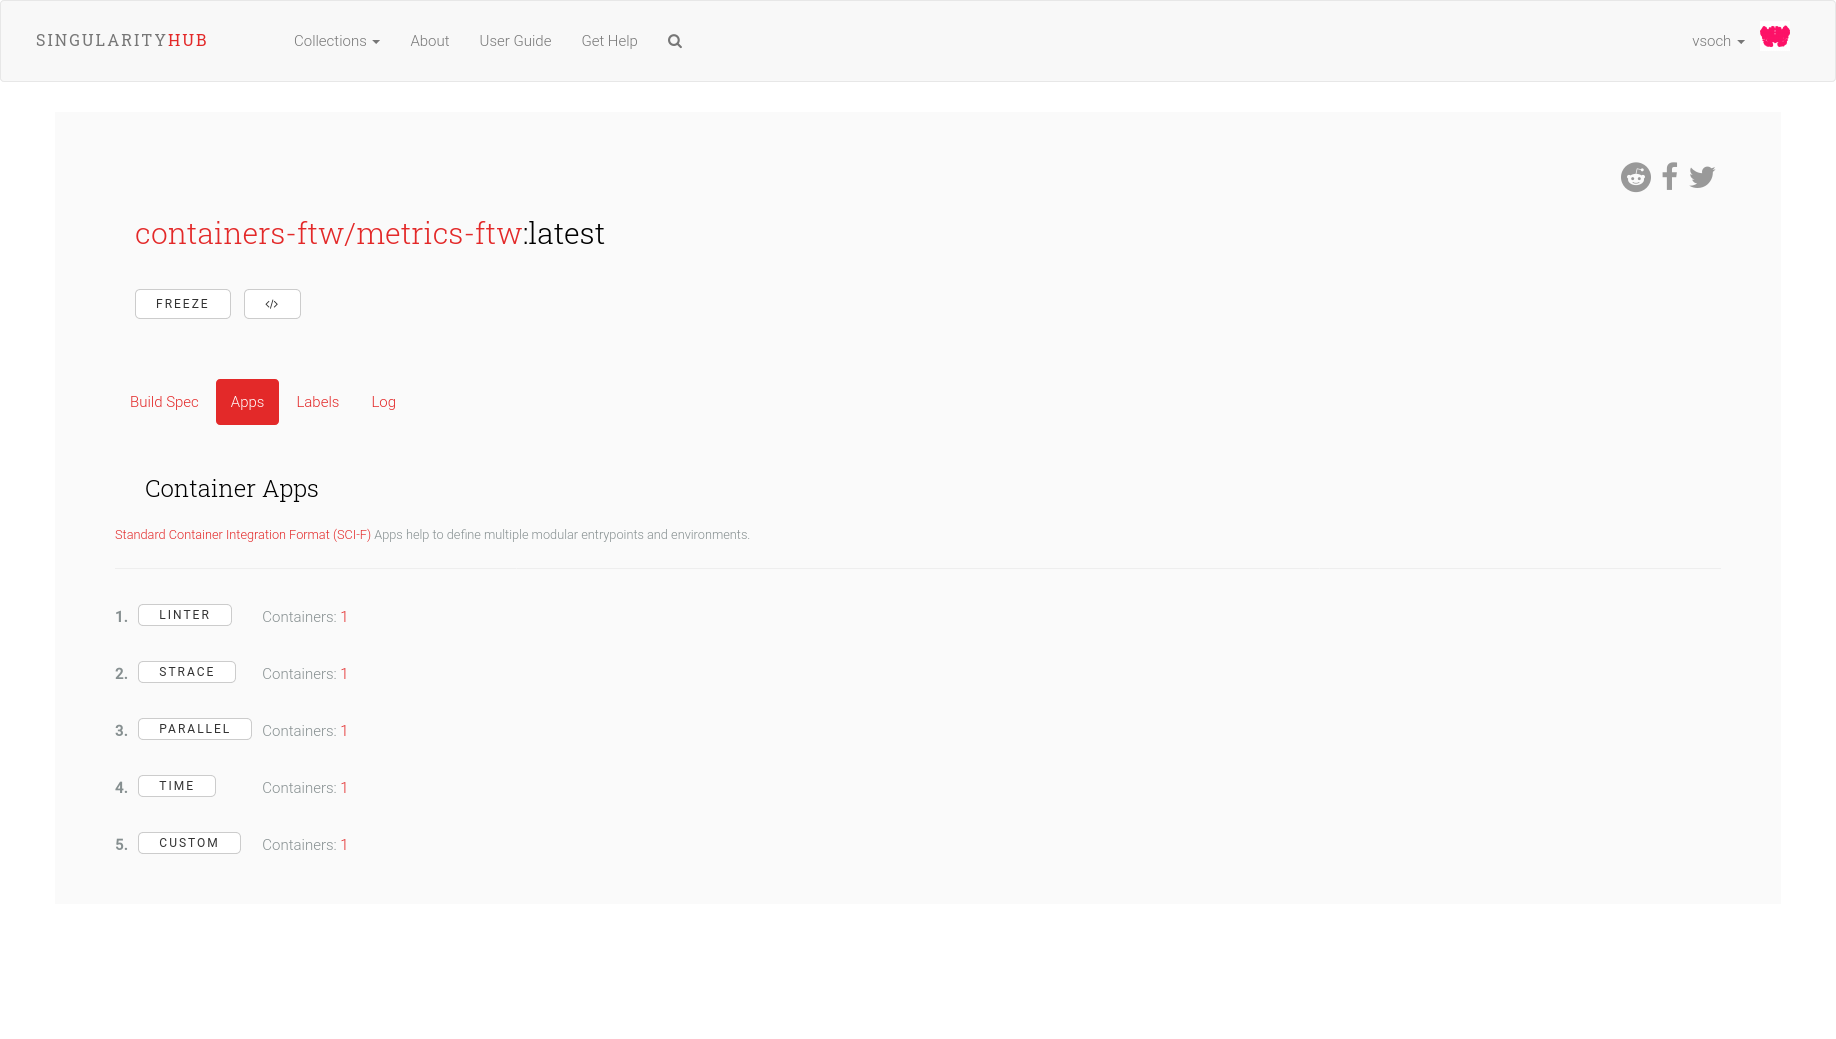 SINGULARITYHUB Collections About User Guide Get Help vsoch
containers-ftw/metrics-ftw:latest
FREEZE </>
Build Spec Apps Labels Log
Container Apps
Standard Container Integration Format (SCI-F) Apps help to define multiple modular entrypoints and environments.
1. LINTER Containers: 1
2. STRACE Containers: 1
3. PARALLEL Containers: 1
4. TIME Containers: 1
5. CUSTOM Containers: 1